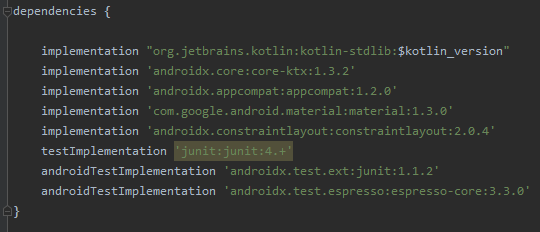 dependencies {
implementation "org.jetbrains.kotlin:kotlin-stdlib:$kotlin_version"
implementation 'androidx.core:core-ktx:1.3.2'
implementation 'androidx.appcompat:appcompat:1.2.0'
implementation 'com.google.android.material:material:1.3.0'
implementation 'androidx.constraintlayout:constraintlayout:2.0.4'
testImplementation 'junit:junit:4.+'
androidTestImplementation 'androidx.test.ext:junit:1.1.2'
androidTestImplementation 'androidx.test.espresso:espresso-core:3.3.0'
}